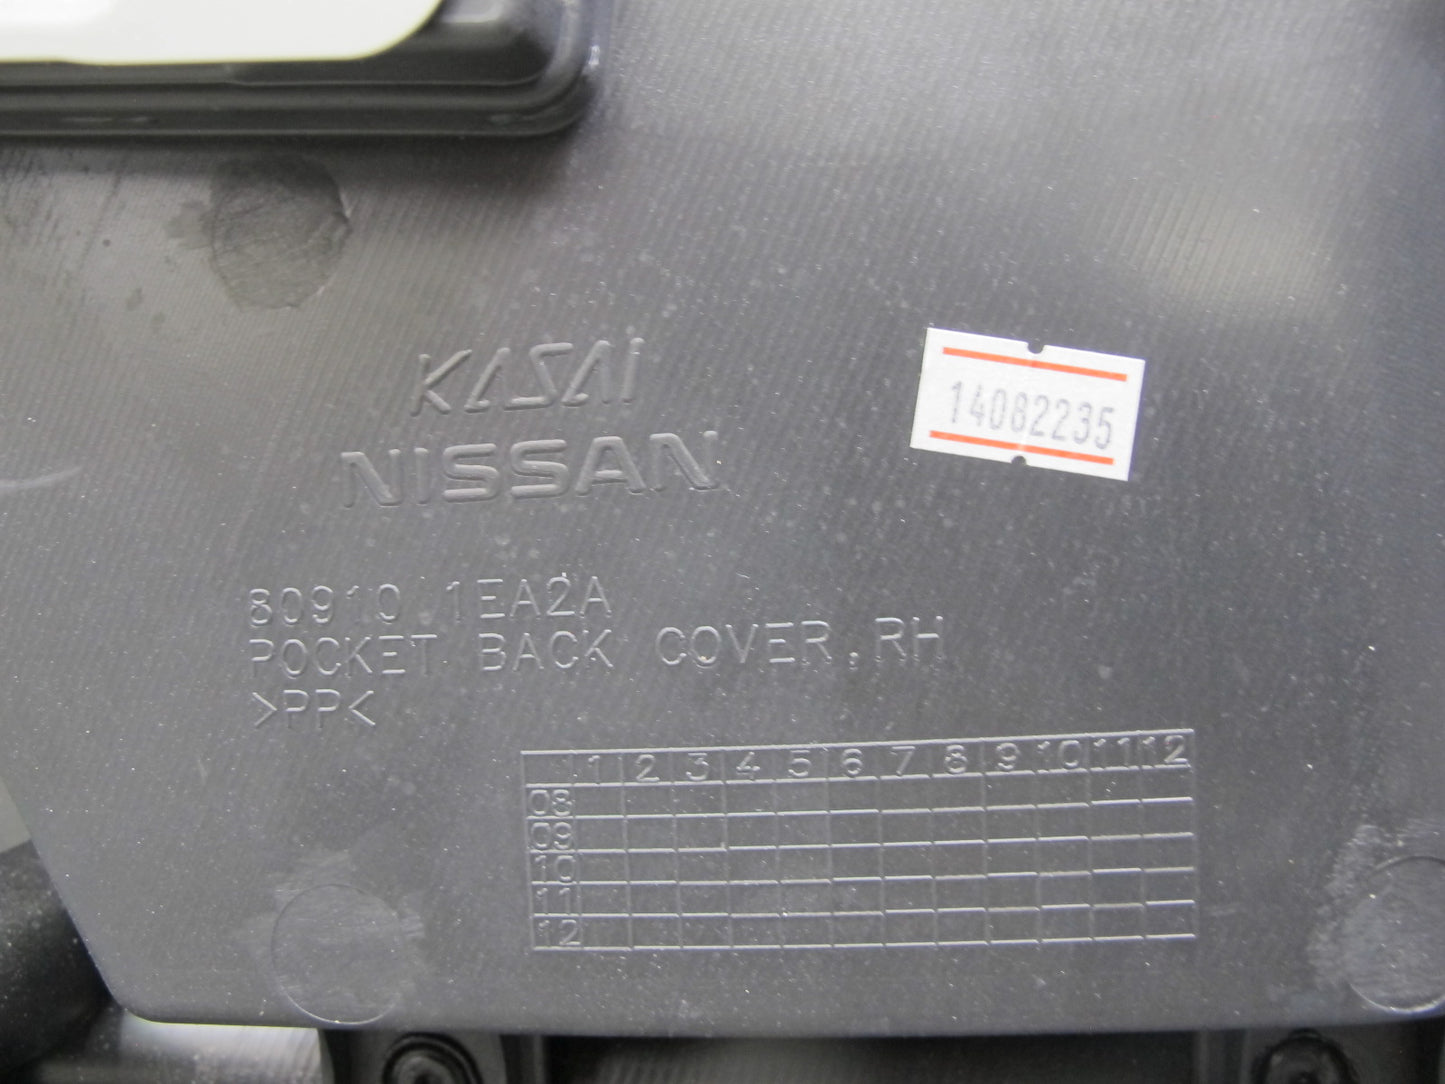 KASAI
NISSAN
14082235
80910 1EA2A
POCKET BACK COVER, RH
>PP<
1 2 3 4 5 6 7 8 9 10 11 12
08
09
10
11
12